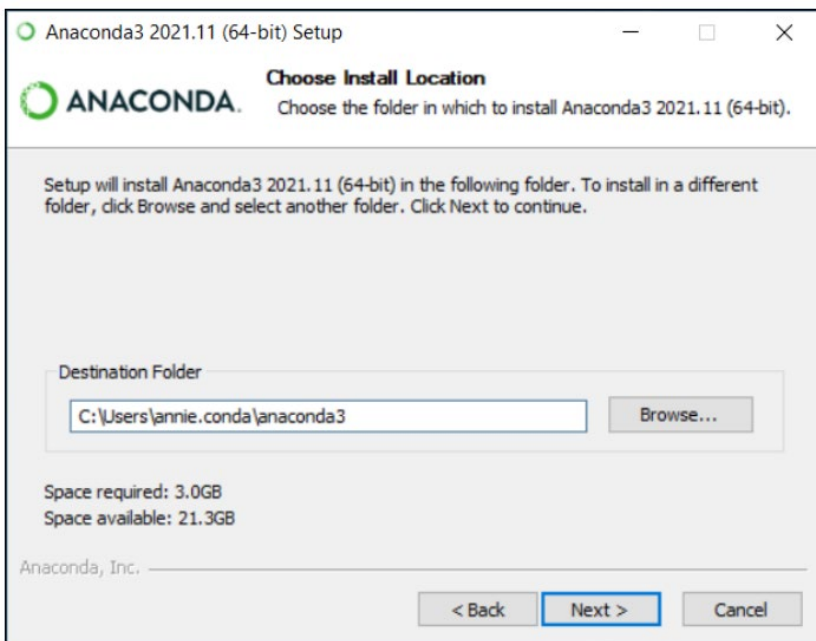 Anaconda3 2021.11 (64-bit) Setup
ANACONDA.
Choose Install Location
Choose the folder in which to install Anaconda3 2021.11 (64-bit).
Setup will install Anaconda3 2021.11 (64-bit) in the following folder. To install in a different
folder, click Browse and select another folder. Click Next to continue.
Destination Folder
C:\Users\annie.conda\anaconda3
Browse...
Space required: 3.0GB
Space available: 21.3GB
Anaconda, Inc.
< Back
Next >
Cancel